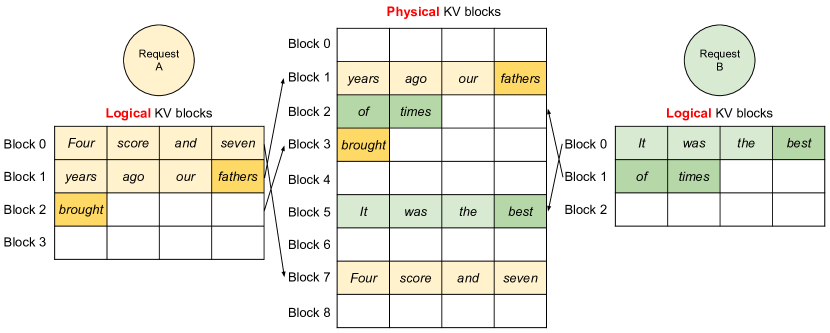 Physical KV blocks
Request
A
Logical KV blocks
Block 0 Four score and seven
Block 1 years ago our fathers
Block 2 brought
Block 3
Block 0
Block 1 years ago our fathers
Block 2 of times
Block 3 brought
Block 4
Block 5 It was the best
Block 6
Block 7 Four score and seven
Block 8
Request
B
Logical KV blocks
Block 0 It was the best
Block 1 of times
Block 2